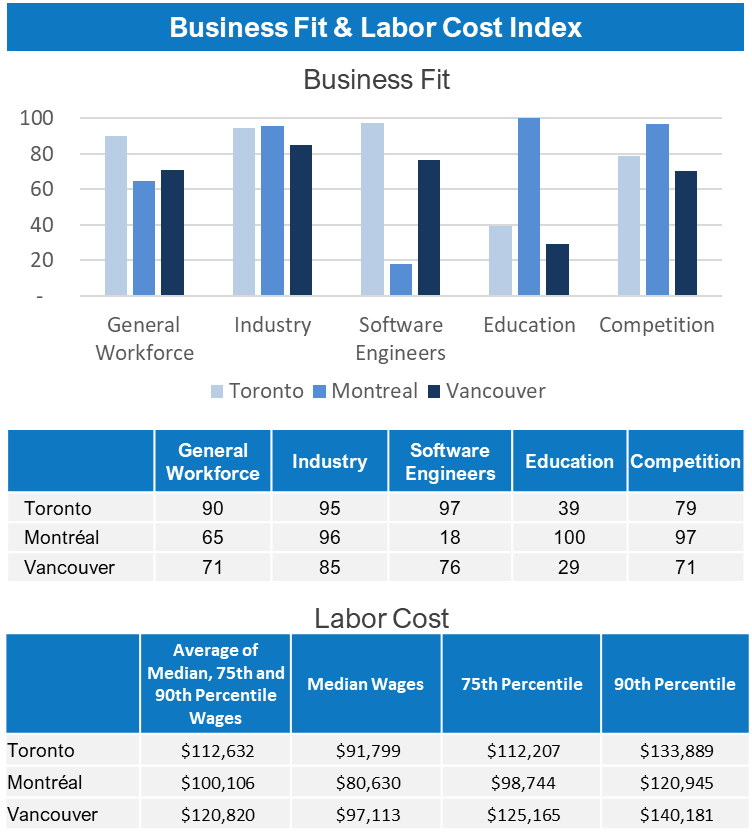 Business Fit & Labor Cost Index
Business Fit
100
80
60
40
20
-
General Workforce Industry Software Engineers Education Competition
Toronto Montreal Vancouver
General Workforce Industry Software Engineers Education Competition
Toronto 90 95 97 39 79
Montréal 65 96 18 100 97
Vancouver 71 85 76 29 71
Labor Cost
Average of Median, 75th and 90th Percentile Wages Median Wages 75th Percentile 90th Percentile
Toronto $112,632 $91,799 $112,207 $133,889
Montréal $100,106 $80,630 $98,744 $120,945
Vancouver $120,820 $97,113 $125,165 $140,181